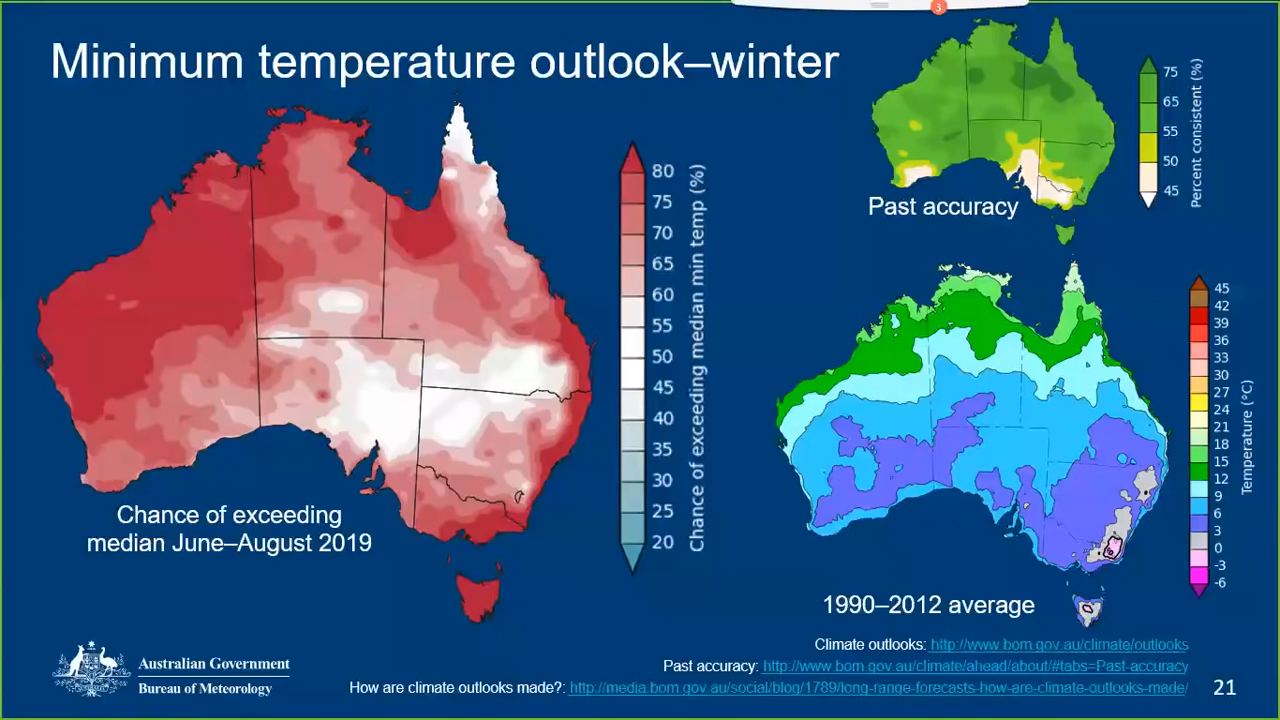 3
Minimum temperature outlook–winter
80
75
70
65
60
55
50
45
40
35
30
25
20
Chance of exceeding median min temp (%)
Chance of exceeding
median June–August 2019
75
65
55
50
45
Percent consistent (%)
Past accuracy
45
42
39
36
33
30
27
24
21
18
15
12
9
6
3
0
-3
-6
Temperature (°C)
1990–2012 average
Australian Government
Bureau of Meteorology
Climate outlooks: http://www.bom.gov.au/climate/outlooks
Past accuracy: http://www.bom.gov.au/climate/ahead/about/#tabs=Past-accuracy
How are climate outlooks made?: http://media.bom.gov.au/social/blog/1789/long-range-forecasts-how-are-climate-outlooks-made/
21